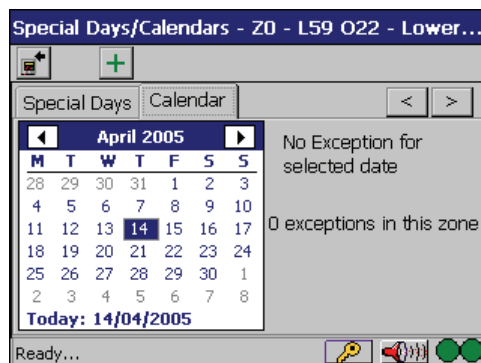 Special Days/Calendars - Z0 - L59 O22 - Lower...
Special Days Calendar < >
April 2005
M T W T F S S
28 29 30 31 1 2 3
4 5 6 7 8 9 10
11 12 13 14 15 16 17
18 19 20 21 22 23 24
25 26 27 28 29 30 1
2 3 4 5 6 7 8
Today: 14/04/2005
No Exception for
selected date
0 exceptions in this zone
Ready...